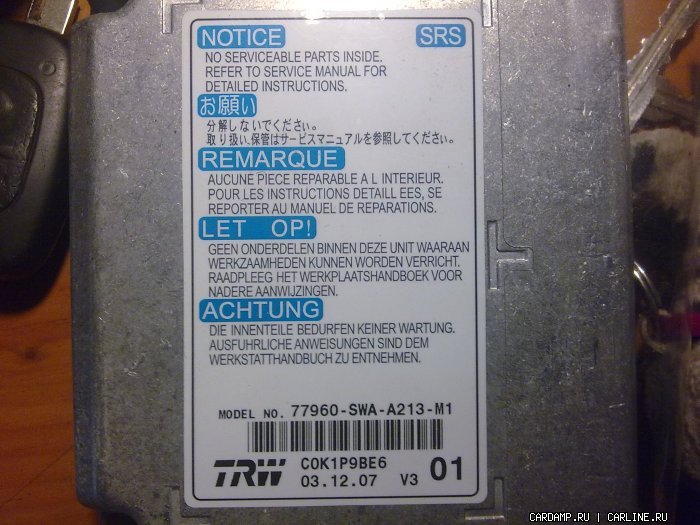 NOTICE SRS
NO SERVICEABLE PARTS INSIDE.
REFER TO SERVICE MANUAL FOR
DETAILED INSTRUCTIONS.
お願い
分解しないでください。
取り扱い、保管はサービスマニュアルを参照してください。
REMARQUE
AUCUNE PIECE REPARABLE A L INTERIEUR.
POUR LES INSTRUCTIONS DETAILL EES, SE
REPORTER AU MANUEL DE REPARATIONS.
LET OP!
GEEN ONDERDELEN BINNEN DEZE UNIT WAARAAN
WERKZAAMHEDEN KUNNEN WORDEN VERRICHT.
RAADPLEEG HET WERKPLAATSHANDBOEK VOOR
NADERE AANWIJZINGEN.
ACHTUNG
DIE INNENTEILE BEDURFEN KEINER WARTUNG.
AUSFUHRLICHE ANWEISUNGEN SIND DEM
WERKSTATTHANDBUCH ZU ENTNEHMEN.
MODEL NO. 77960-SWA-A213-M1
TRW C0K1P9BE6
03.12.07 V3 01
CARDAMP.RU | CARLINE.RU